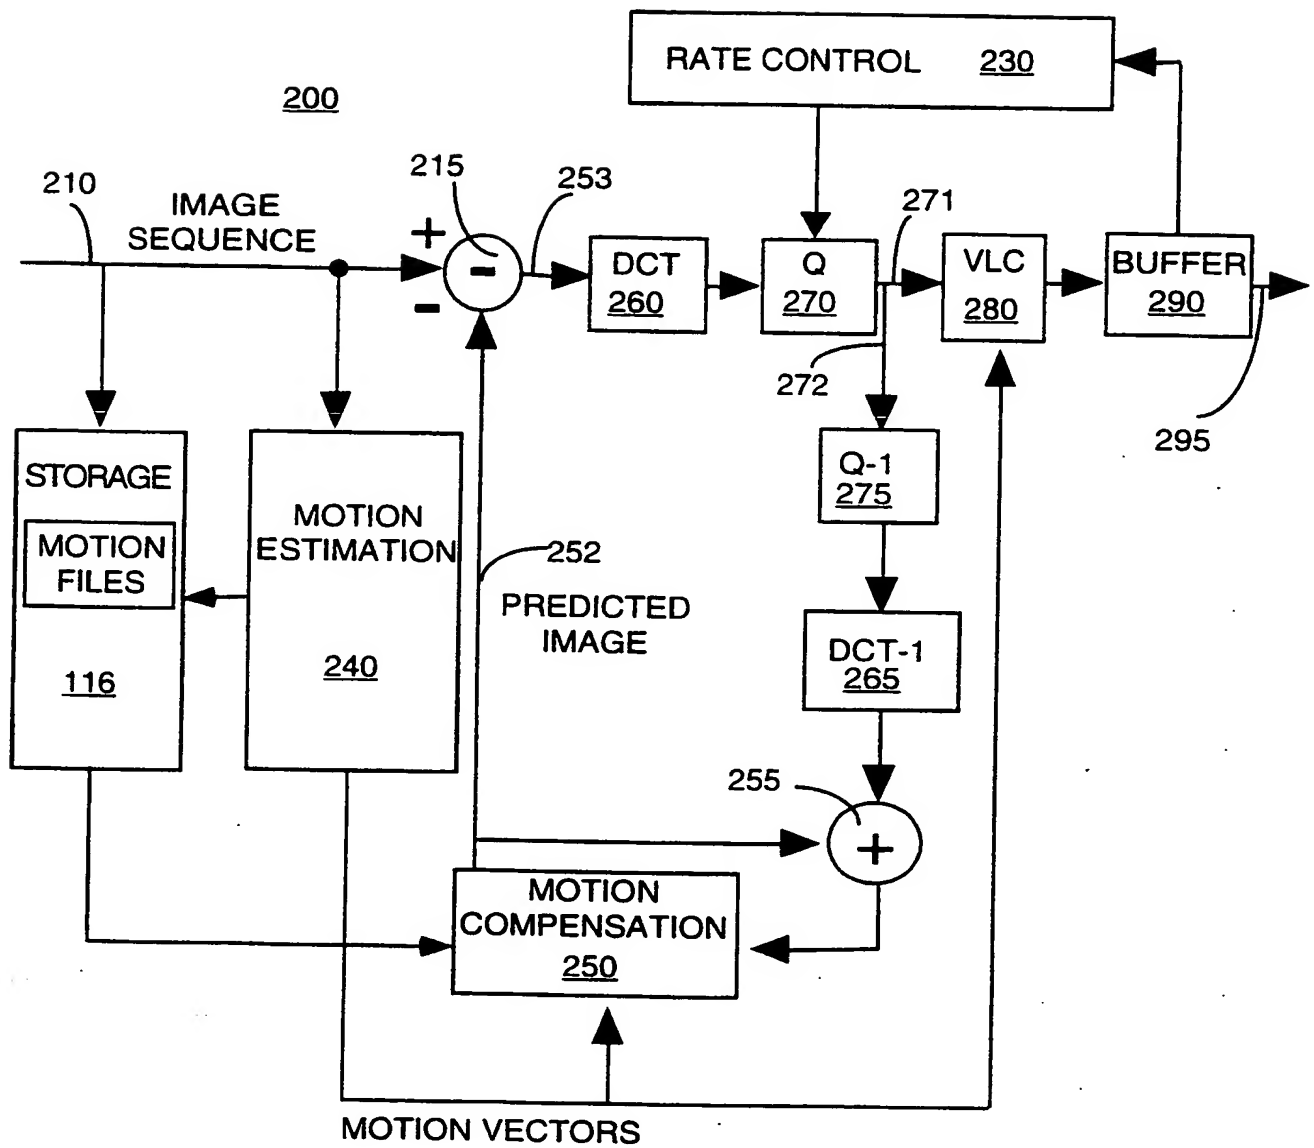 RATE CONTROL 230
200
210
IMAGE
SEQUENCE
215
+
-
-
253
DCT
260
Q
270
271
272
VLC
280
BUFFER
290
295
STORAGE
MOTION
FILES
116
MOTION
ESTIMATION
240
252
PREDICTED
IMAGE
Q-1
275
DCT-1
265
255
+
MOTION
COMPENSATION
250
MOTION VECTORS